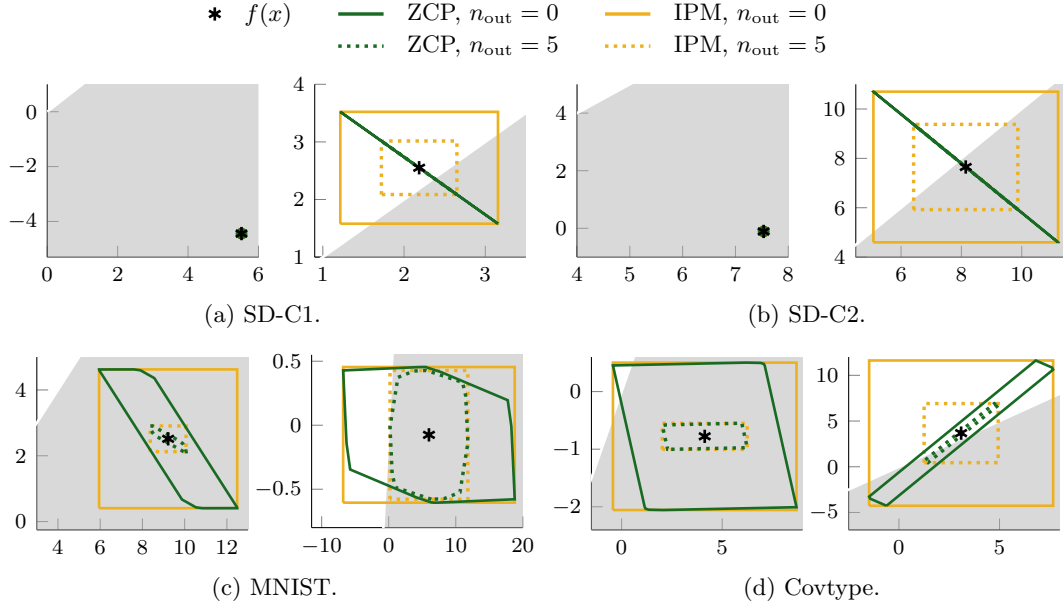 f(x) ZCP, n_out = 0 IPM, n_out = 0
ZCP, n_out = 5 IPM, n_out = 5
0
−2
−4
0 2 4 6
4
3
2
1
1 2 3
4
2
0
4 5 6 7 8
10
8
6
4
6 8 10
(a) SD-C1.
(b) SD-C2.
4
2
0
4 6 8 10 12
0.5
0
−0.5
−10 0 10 20
0
−1
−2
0 5
10
5
0
−5
0 5
(c) MNIST.
(d) Covtype.